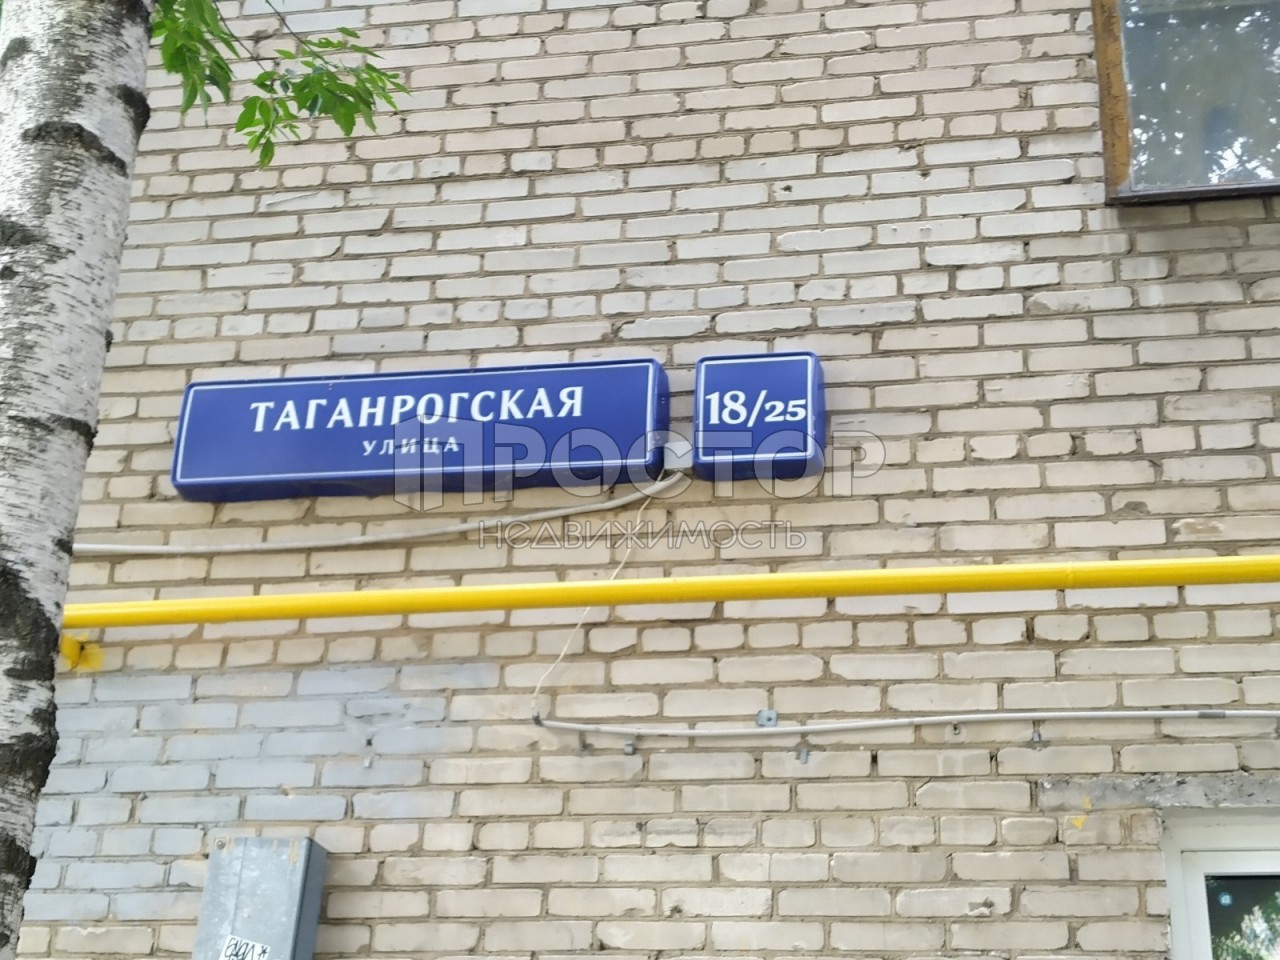 ТАГАНРОГСКАЯ
УЛИЦА
18/25
ПРОСТОР
НЕДВИЖИМОСТЬ